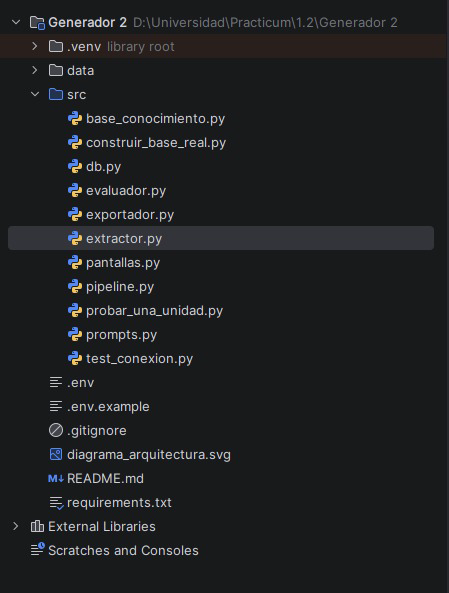 Generador 2 D:\Universidad\Practicum\1.2\Generador 2
.venv library root
data
src
base_conocimiento.py
construir_base_real.py
db.py
evaluador.py
exportador.py
extractor.py
pantallas.py
pipeline.py
probar_una_unidad.py
prompts.py
test_conexion.py
.env
.env.example
.gitignore
diagrama_arquitectura.svg
M↓ README.md
requirements.txt
External Libraries
Scratches and Consoles